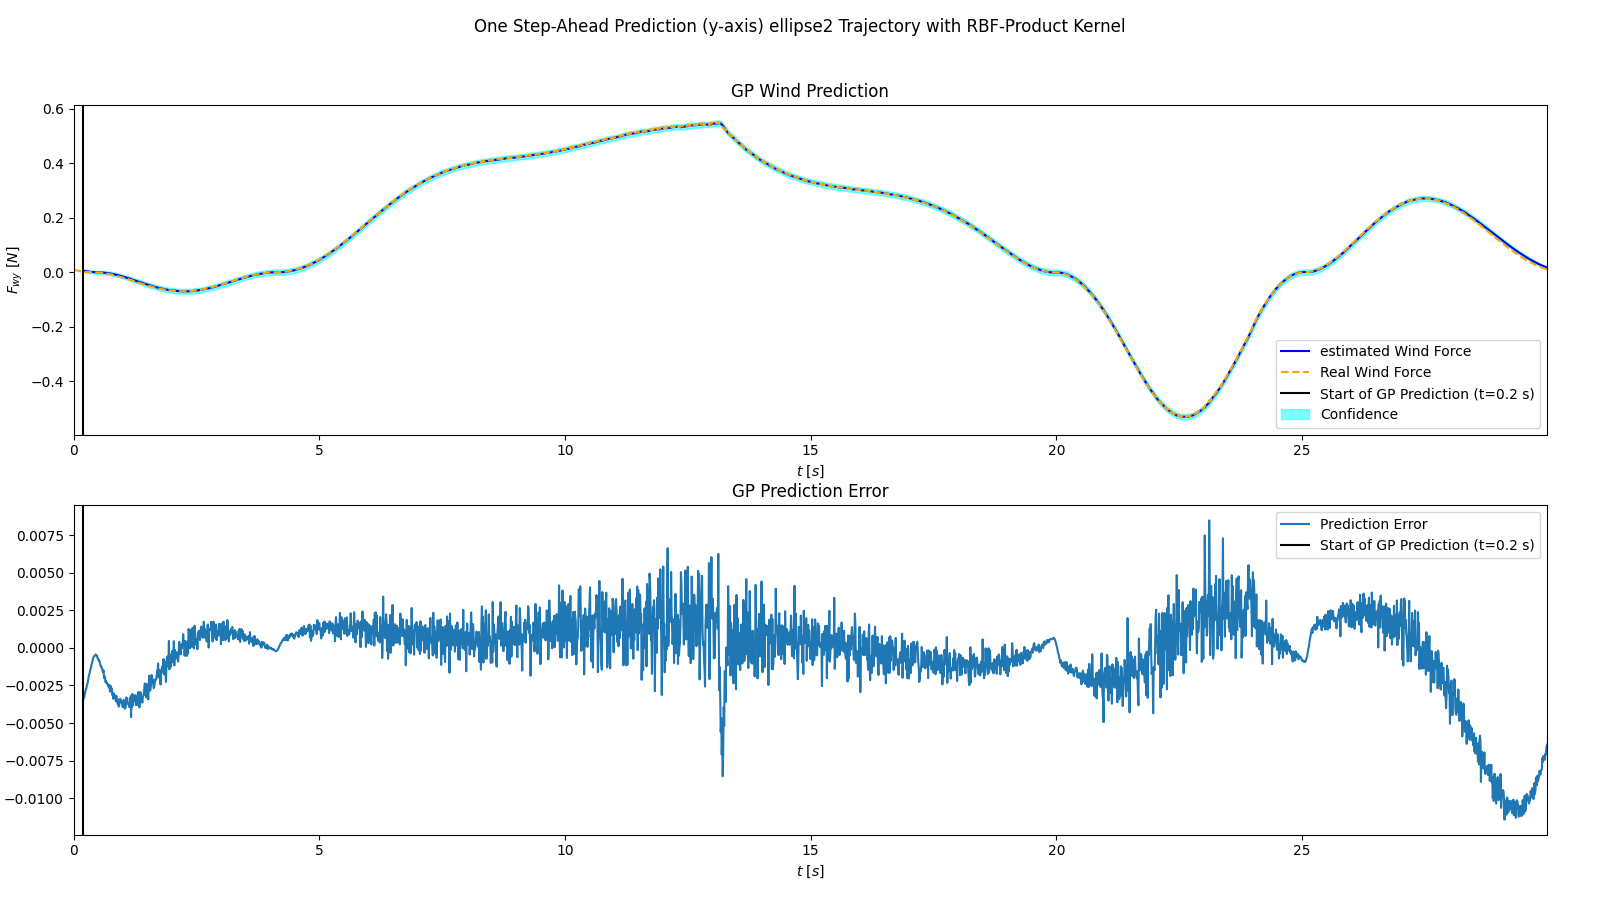 One Step-Ahead Prediction (y-axis) ellipse2 Trajectory with RBF-Product Kernel
GP Wind Prediction
0.6
0.4
0.2
0.0
−0.2
−0.4
F_wy [N]
estimated Wind Force
Real Wind Force
Start of GP Prediction (t=0.2 s)
Confidence
0 5 10 15 20 25
t [s]
GP Prediction Error
0.0075
0.0050
0.0025
0.0000
−0.0025
−0.0050
−0.0075
−0.0100
Prediction Error
Start of GP Prediction (t=0.2 s)
0 5 10 15 20 25
t [s]